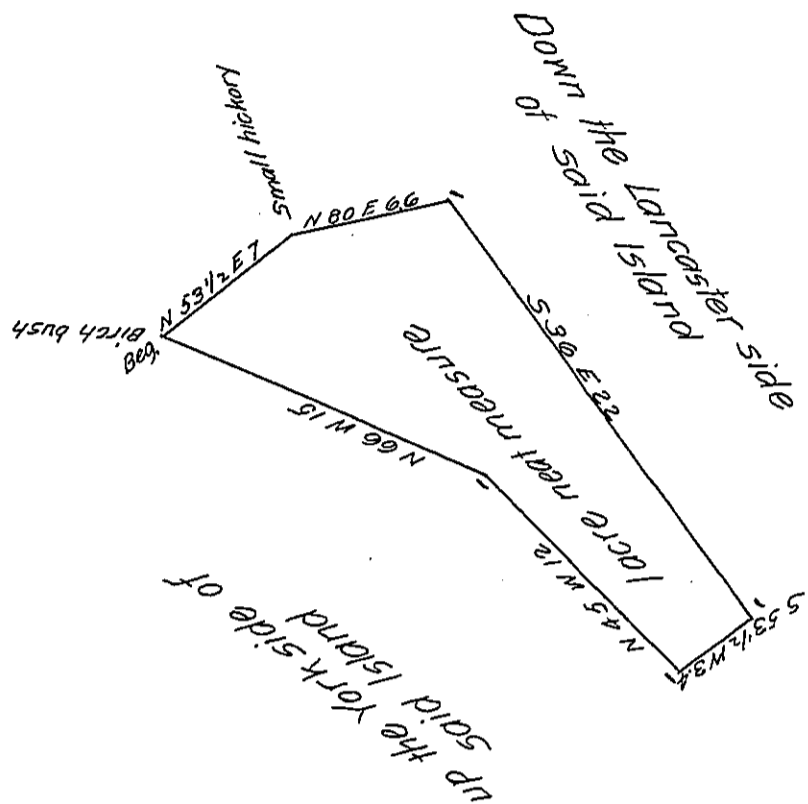 Down the Lancaster side
of said Island
small hickory
N 80 E 6.6
N 53 1/2 E 7
Birch bush
Beg.
S 36 E 22
1 acre neat measure
N 66 W 15
N 45 W 12
S 53 1/2 W 3.4
up the York side of
said Island